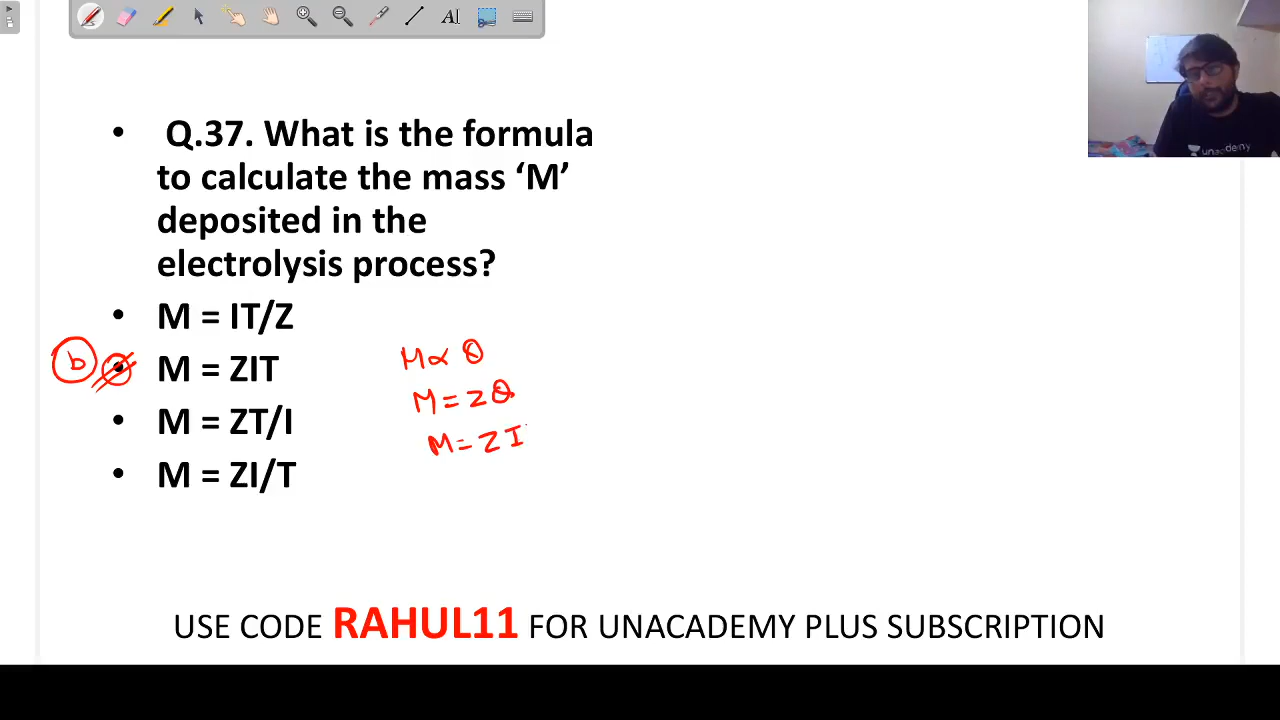 unacademy
Q.37. What is the formula
to calculate the mass ‘M’
deposited in the
electrolysis process?
M = IT/Z
b
M = ZIT
M = ZT/I
M = ZI/T
M ∝ Q
M = ZQ
M = ZI
USE CODE RAHUL11 FOR UNACADEMY PLUS SUBSCRIPTION